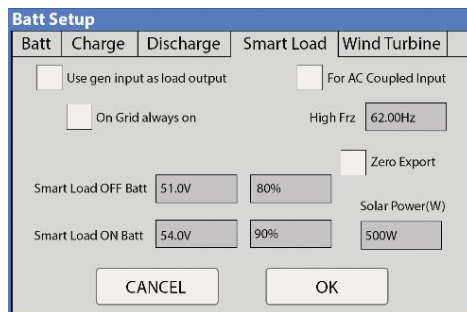 Batt Setup
Batt Charge Discharge Smart Load Wind Turbine
Use gen input as load output For AC Coupled Input
On Grid always on High Frz 62.00Hz
Zero Export
Smart Load OFF Batt 51.0V 80%
Solar Power(W)
Smart Load ON Batt 54.0V 90% 500W
CANCEL OK